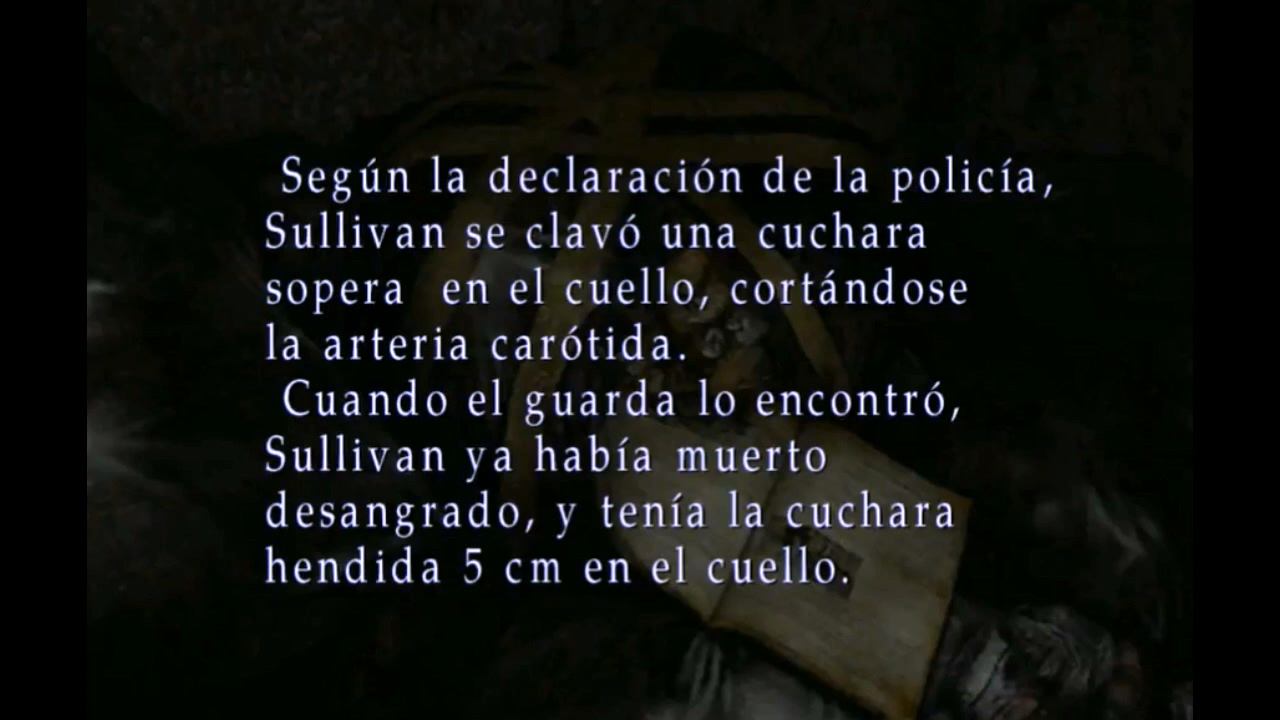 Según la declaración de la policía,
Sullivan se clavó una cuchara
sopera en el cuello, cortándose
la arteria carótida.
Cuando el guarda lo encontró,
Sullivan ya había muerto
desangrado, y tenía la cuchara
hendida 5 cm en el cuello.